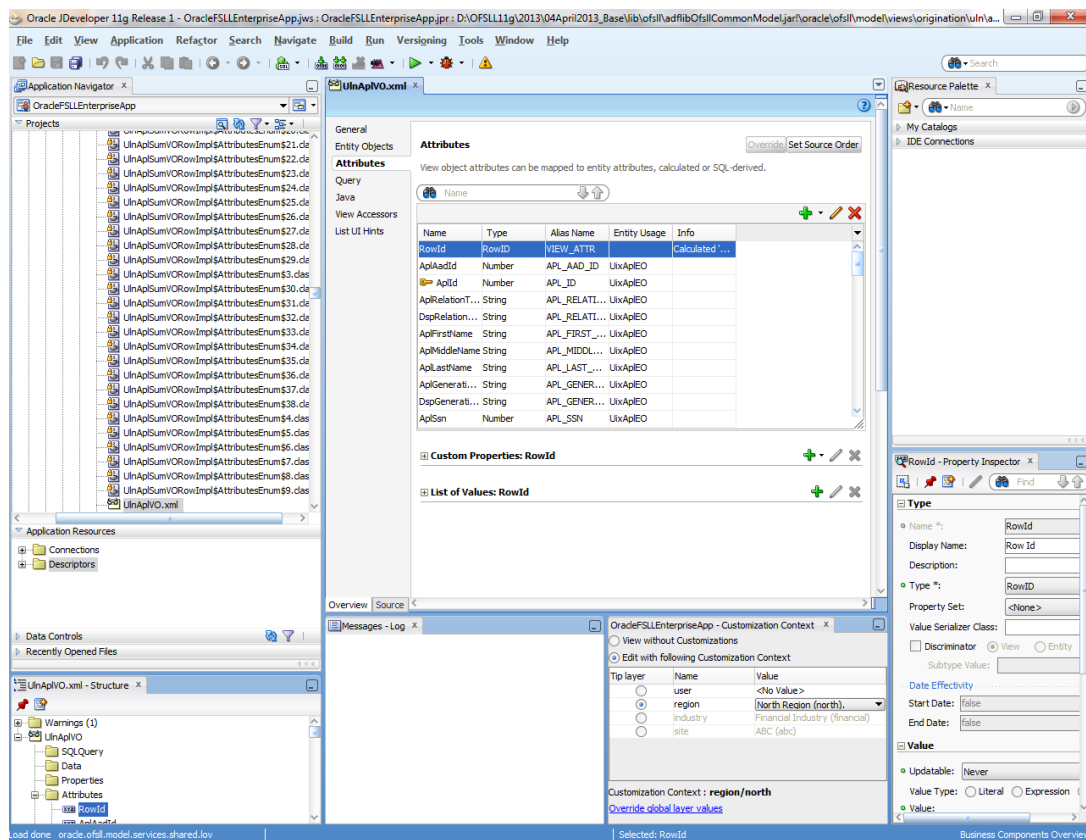 Oracle JDeveloper 11g Release 1 - OracleFSLLEnterpriseApp.jws : OracleFSLLEnterpriseApp.jpr : D:\OFSLL11g\2013\04April2013_Base\lib\ofsll\adflibOfsllCommonModel.jar!\oracle\ofsll\model\views\origination\uln\a...
File Edit View Application Refactor Search Navigate Build Run Versioning Tools Window Help
Search
Application Navigator
OracleFSLLEnterpriseApp
Projects
UlnAplSumVORowImpl$AttributesEnum$20.cl
UlnAplSumVORowImpl$AttributesEnum$21.cla
UlnAplSumVORowImpl$AttributesEnum$22.cla
UlnAplSumVORowImpl$AttributesEnum$23.cla
UlnAplSumVORowImpl$AttributesEnum$24.cla
UlnAplSumVORowImpl$AttributesEnum$25.cla
UlnAplSumVORowImpl$AttributesEnum$26.cla
UlnAplSumVORowImpl$AttributesEnum$27.cla
UlnAplSumVORowImpl$AttributesEnum$28.cla
UlnAplSumVORowImpl$AttributesEnum$29.cla
UlnAplSumVORowImpl$AttributesEnum$3.clas
UlnAplSumVORowImpl$AttributesEnum$30.cla
UlnAplSumVORowImpl$AttributesEnum$31.cla
UlnAplSumVORowImpl$AttributesEnum$32.cla
UlnAplSumVORowImpl$AttributesEnum$33.cla
UlnAplSumVORowImpl$AttributesEnum$34.cla
UlnAplSumVORowImpl$AttributesEnum$35.cla
UlnAplSumVORowImpl$AttributesEnum$36.cla
UlnAplSumVORowImpl$AttributesEnum$37.cla
UlnAplSumVORowImpl$AttributesEnum$38.cla
UlnAplSumVORowImpl$AttributesEnum$4.clas
UlnAplSumVORowImpl$AttributesEnum$5.clas
UlnAplSumVORowImpl$AttributesEnum$6.clas
UlnAplSumVORowImpl$AttributesEnum$7.clas
UlnAplSumVORowImpl$AttributesEnum$8.clas
UlnAplSumVORowImpl$AttributesEnum$9.clas
UlnAplVO.xml
Application Resources
Connections
Descriptors
Data Controls
Recently Opened Files
UlnAplVO.xml - Structure
Warnings (1)
UlnAplVO
SQLQuery
Data
Properties
Attributes
RowId
AplAadId
UlnAplVO.xml
General
Entity Objects
Attributes
Query
Java
View Accessors
List UI Hints
Attributes
Override Set Source Order
View object attributes can be mapped to entity attributes, calculated or SQL-derived.
Name
Name Type Alias Name Entity Usage Info
RowId RowID VIEW_ATTR Calculated '...
AplAadId Number APL_AAD_ID UixAplEO
AplId Number APL_ID UixAplEO
AplRelationT... String APL_RELATI... UixAplEO
DspRelation... String APL_RELATI... UixAplEO
AplFirstName String APL_FIRST_... UixAplEO
AplMiddleName String APL_MIDDL... UixAplEO
AplLastName String APL_LAST_... UixAplEO
AplGenerati... String APL_GENER... UixAplEO
DspGenerati... String APL_GENER... UixAplEO
AplSsn Number APL_SSN UixAplEO
Custom Properties: RowId
List of Values: RowId
Overview Source
Messages - Log
OracleFSLLEnterpriseApp - Customization Context
View without Customizations
Edit with following Customization Context
Tip layer Name Value
user <No Value>
region North Region (north).
industry Financial Industry (financial)
site ABC (abc)
Customization Context : region/north
Override global layer values
Resource Palette
Name
My Catalogs
IDE Connections
RowId - Property Inspector
Find
Type
Name *: RowId
Display Name: Row Id
Description:
Type *: RowID
Property Set: <None>
Value Serializer Class:
Discriminator View Entity
Subtype Value:
Date Effectivity
Start Date: false
End Date: false
Value
Updatable: Never
Value Type: Literal Expression
Value:
Load done oracle.ofsll.model.services.shared.lov
Selected: RowId
Business Components Overview